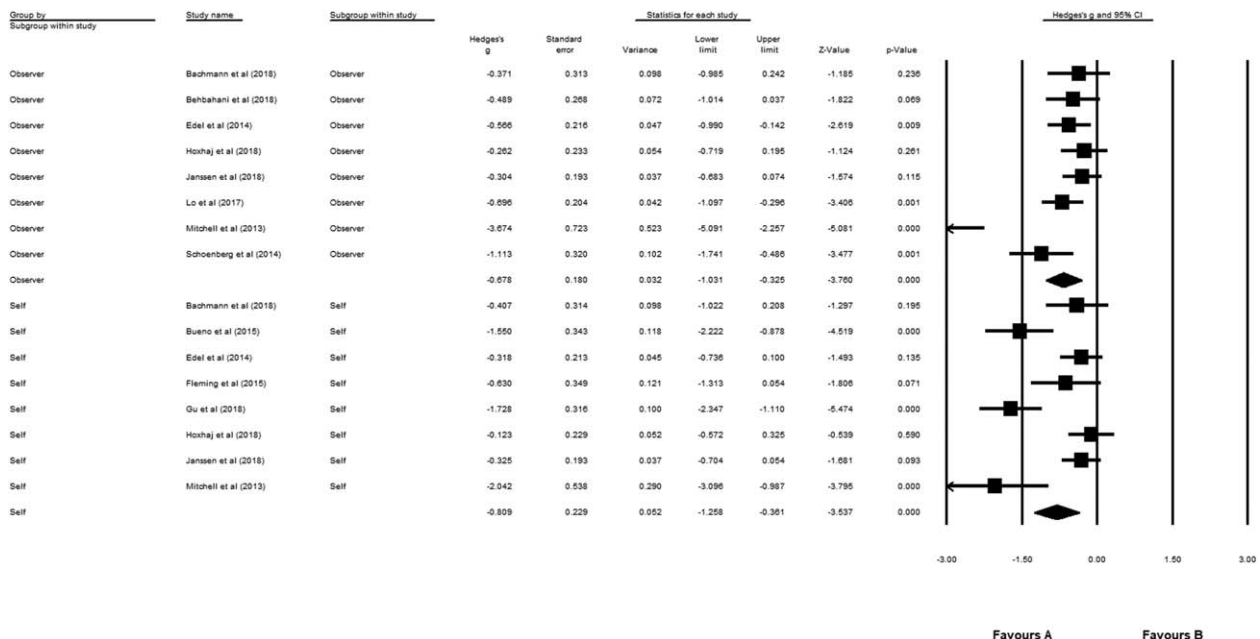 Group by Study name Subgroup within study Statistics for each study Hedges's g and 95% CI
Subgroup within study
Hedges's g Standard error Variance Lower limit Upper limit Z-Value p-Value
Observer Bachmann et al (2018) Observer -0.371 0.313 0.098 -0.985 0.242 -1.185 0.236
Observer Behbahani et al (2018) Observer -0.489 0.268 0.072 -1.014 0.037 -1.822 0.069
Observer Edel et al (2014) Observer -0.566 0.216 0.047 -0.990 -0.142 -2.619 0.009
Observer Hoxhaj et al (2018) Observer -0.262 0.233 0.054 -0.719 0.195 -1.124 0.261
Observer Janssen et al (2018) Observer -0.304 0.193 0.037 -0.683 0.074 -1.574 0.115
Observer Lo et al (2017) Observer -0.696 0.204 0.042 -1.097 -0.296 -3.406 0.001
Observer Mitchell et al (2013) Observer -3.674 0.723 0.523 -5.091 -2.257 -5.081 0.000
Observer Schoenberg et al (2014) Observer -1.113 0.320 0.102 -1.741 -0.486 -3.477 0.001
Observer -0.678 0.180 0.032 -1.031 -0.325 -3.760 0.000
Self Bachmann et al (2018) Self -0.407 0.314 0.098 -1.022 0.208 -1.297 0.195
Self Bueno et al (2015) Self -1.550 0.343 0.118 -2.222 -0.878 -4.519 0.000
Self Edel et al (2014) Self -0.318 0.213 0.045 -0.736 0.100 -1.493 0.135
Self Fleming et al (2015) Self -0.630 0.349 0.121 -1.313 0.054 -1.806 0.071
Self Gu et al (2018) Self -1.728 0.316 0.100 -2.347 -1.110 -5.474 0.000
Self Hoxhaj et al (2018) Self -0.123 0.229 0.052 -0.572 0.325 -0.539 0.590
Self Janssen et al (2018) Self -0.325 0.193 0.037 -0.704 0.054 -1.681 0.093
Self Mitchell et al (2013) Self -2.042 0.538 0.290 -3.096 -0.987 -3.795 0.000
Self -0.809 0.229 0.052 -1.258 -0.361 -3.537 0.000
-3.00 -1.50 0.00 1.50 3.00
Favours A Favours B